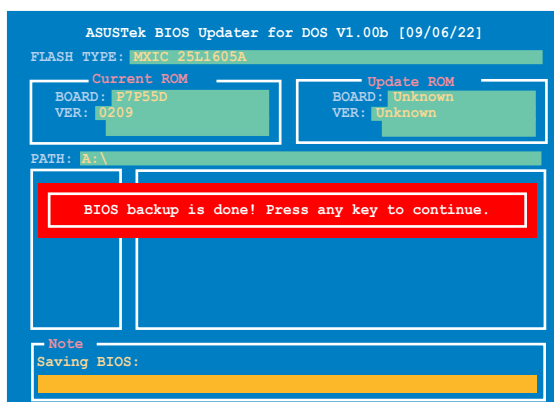 ASUSTek BIOS Updater for DOS V1.00b [09/06/22]
FLASH TYPE: MXIC 25L1605A
Current ROM
BOARD: P7P55D
VER: 0209
Update ROM
BOARD: Unknown
VER: Unknown
PATH: A:\
BIOS backup is done! Press any key to continue.
Note
Saving BIOS: